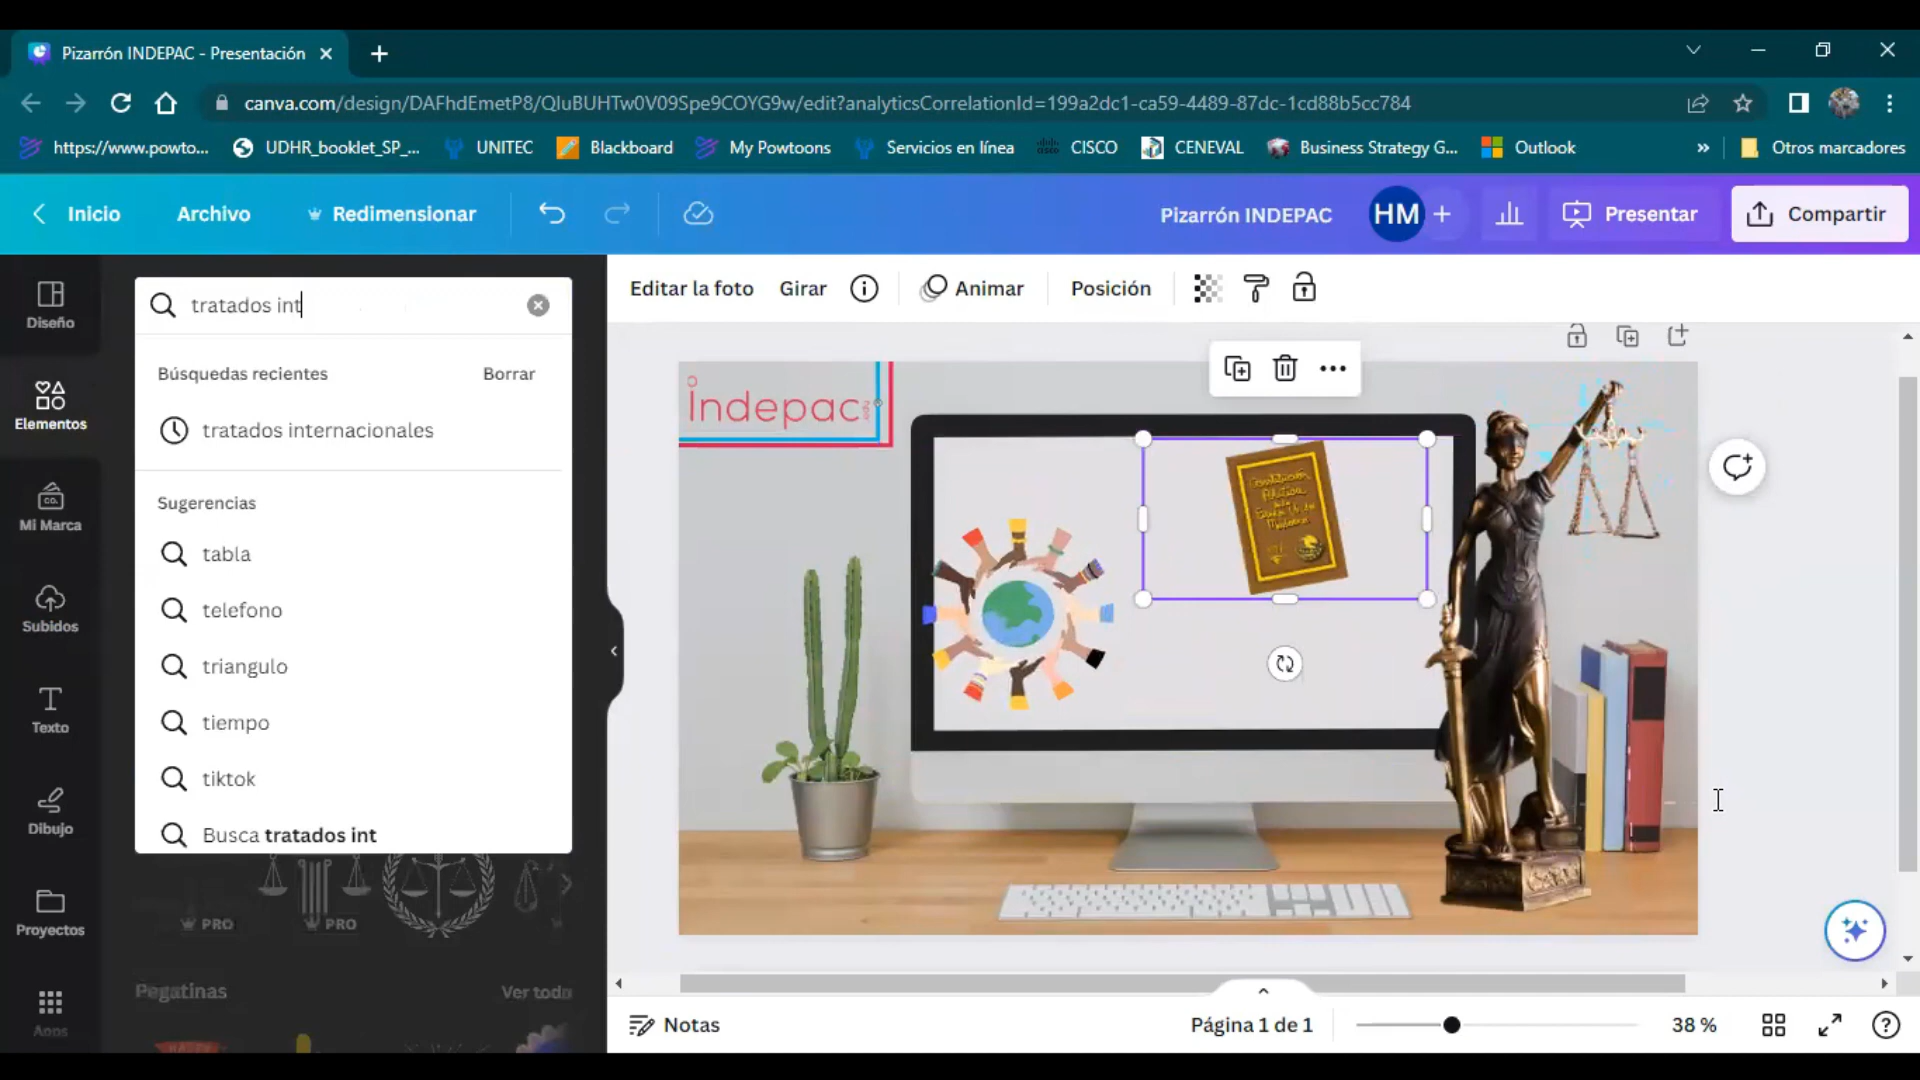 Pizarrón INDEPAC - Presentación
canva.com/design/DAFhdEmetP8/QIuBUHTw0V09Spe9COYG9w/edit?analyticsCorrelationId=199a2dc1-ca59-4489-87dc-1cd88b5cc784
https://www.powto... UDHR_booklet_SP_... UNITEC Blackboard My Powtoons Servicios en línea CISCO CENEVAL Business Strategy G... Outlook » Otros marcadores
Inicio Archivo Redimensionar Pizarrón INDEPAC HM Presentar Compartir
Diseño
Elementos
Mi Marca
Subidos
Texto
Dibujo
Proyectos
Apps
tratados int
Búsquedas recientes Borrar
tratados internacionales
Sugerencias
tabla
telefono
triangulo
tiempo
tiktok
Busca tratados int
PRO PRO
Pegatinas Ver todo
Editar la foto Girar Animar Posición
indepac
Constitución
Política
Notas Página 1 de 1 38 %